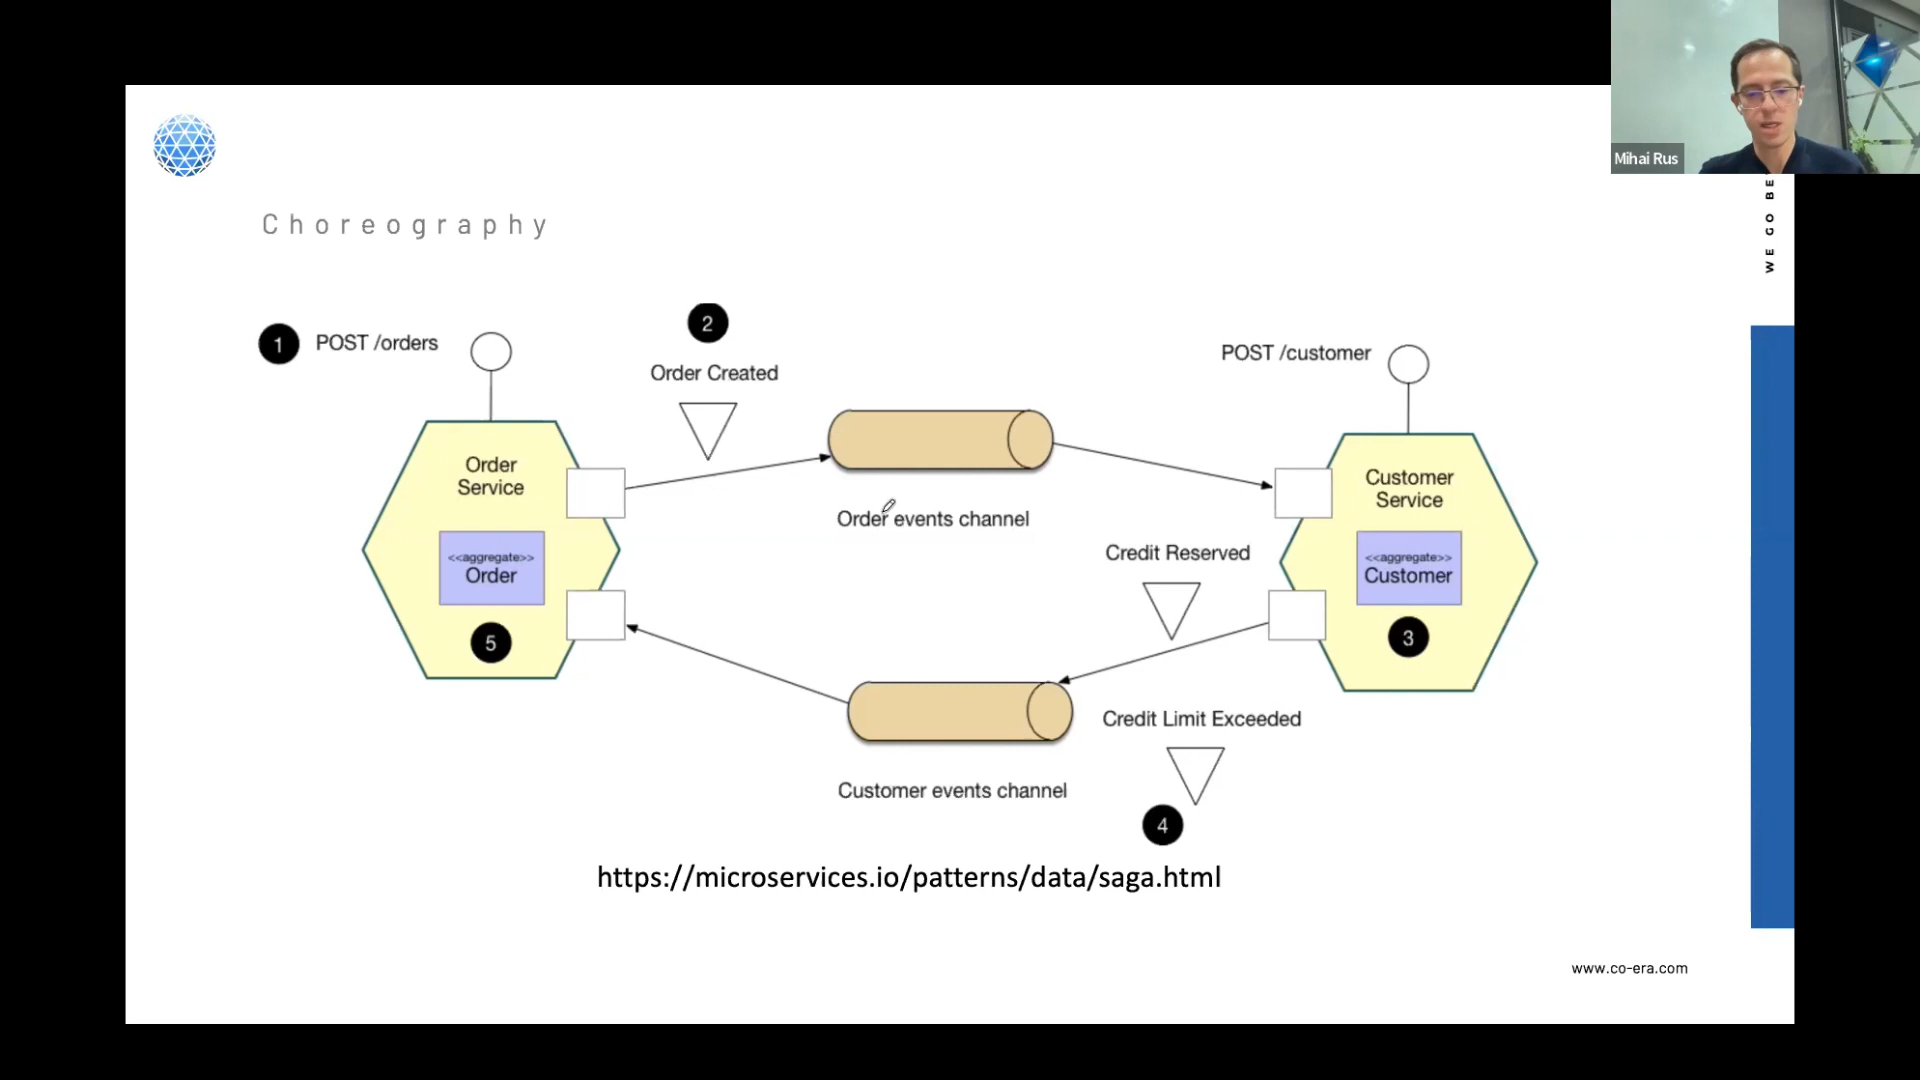 Mihai Rus
WE GO BE
Choreography
1
POST /orders
2
Order Created
POST /customer
Order
Service
Customer
Service
Order events channel
<<aggregate>>
Order
Credit Reserved
<<aggregate>>
Customer
5
3
Credit Limit Exceeded
Customer events channel
4
https://microservices.io/patterns/data/saga.html
www.co-era.com